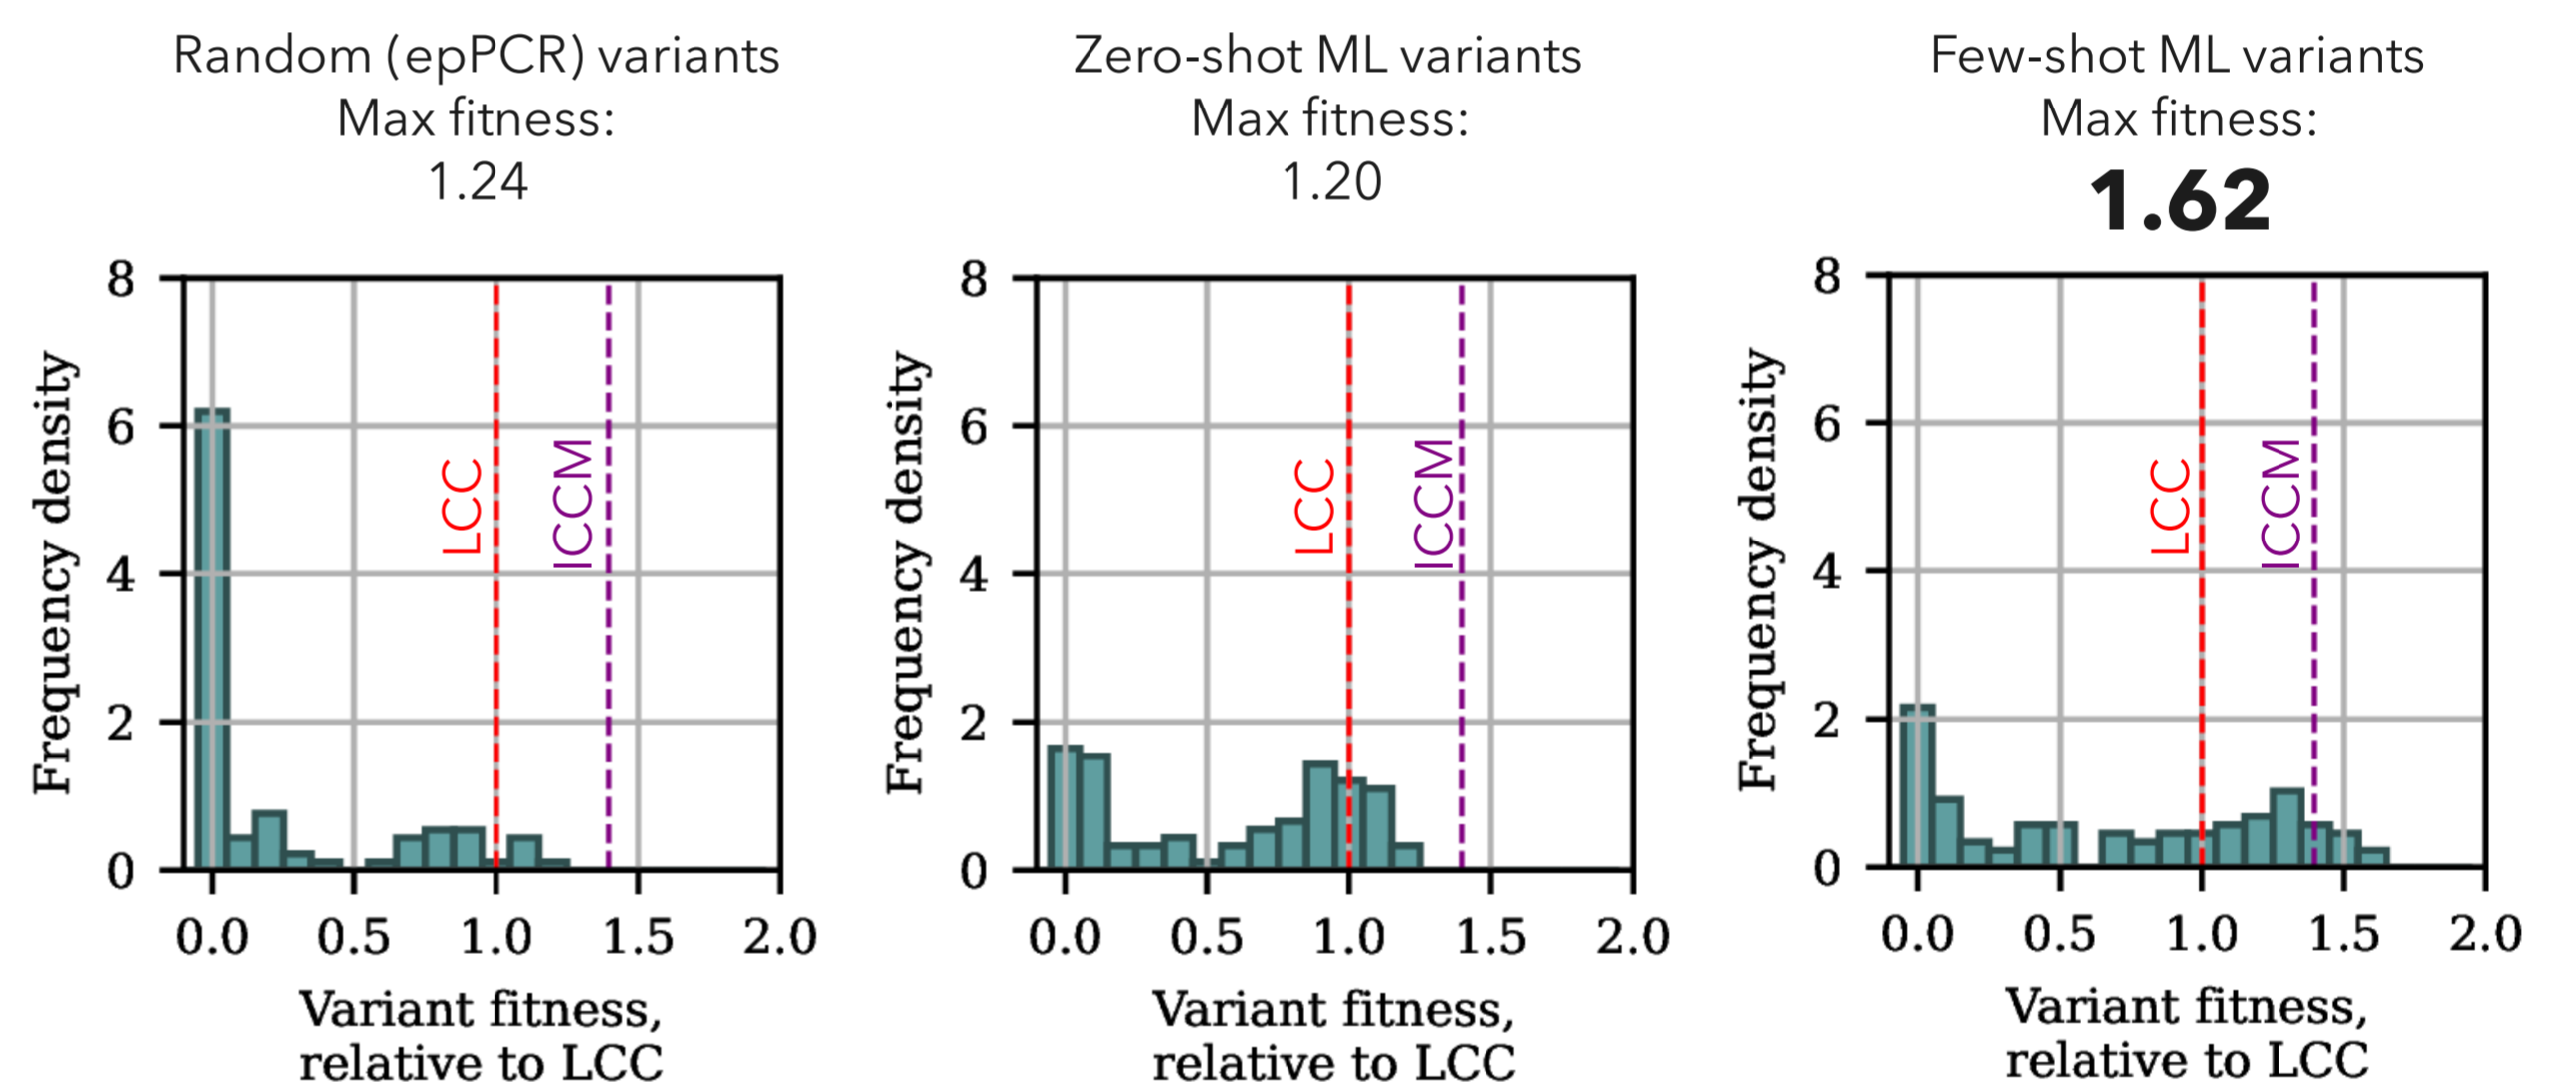 Random (epPCR) variants
Max fitness:
1.24
8
6
4
2
0
Frequency density
LCC
ICCM
0.0 0.5 1.0 1.5 2.0
Variant fitness,
relative to LCC
Zero-shot ML variants
Max fitness:
1.20
8
6
4
2
0
Frequency density
LCC
ICCM
0.0 0.5 1.0 1.5 2.0
Variant fitness,
relative to LCC
Few-shot ML variants
Max fitness:
1.62
8
6
4
2
0
Frequency density
LCC
ICCM
0.0 0.5 1.0 1.5 2.0
Variant fitness,
relative to LCC